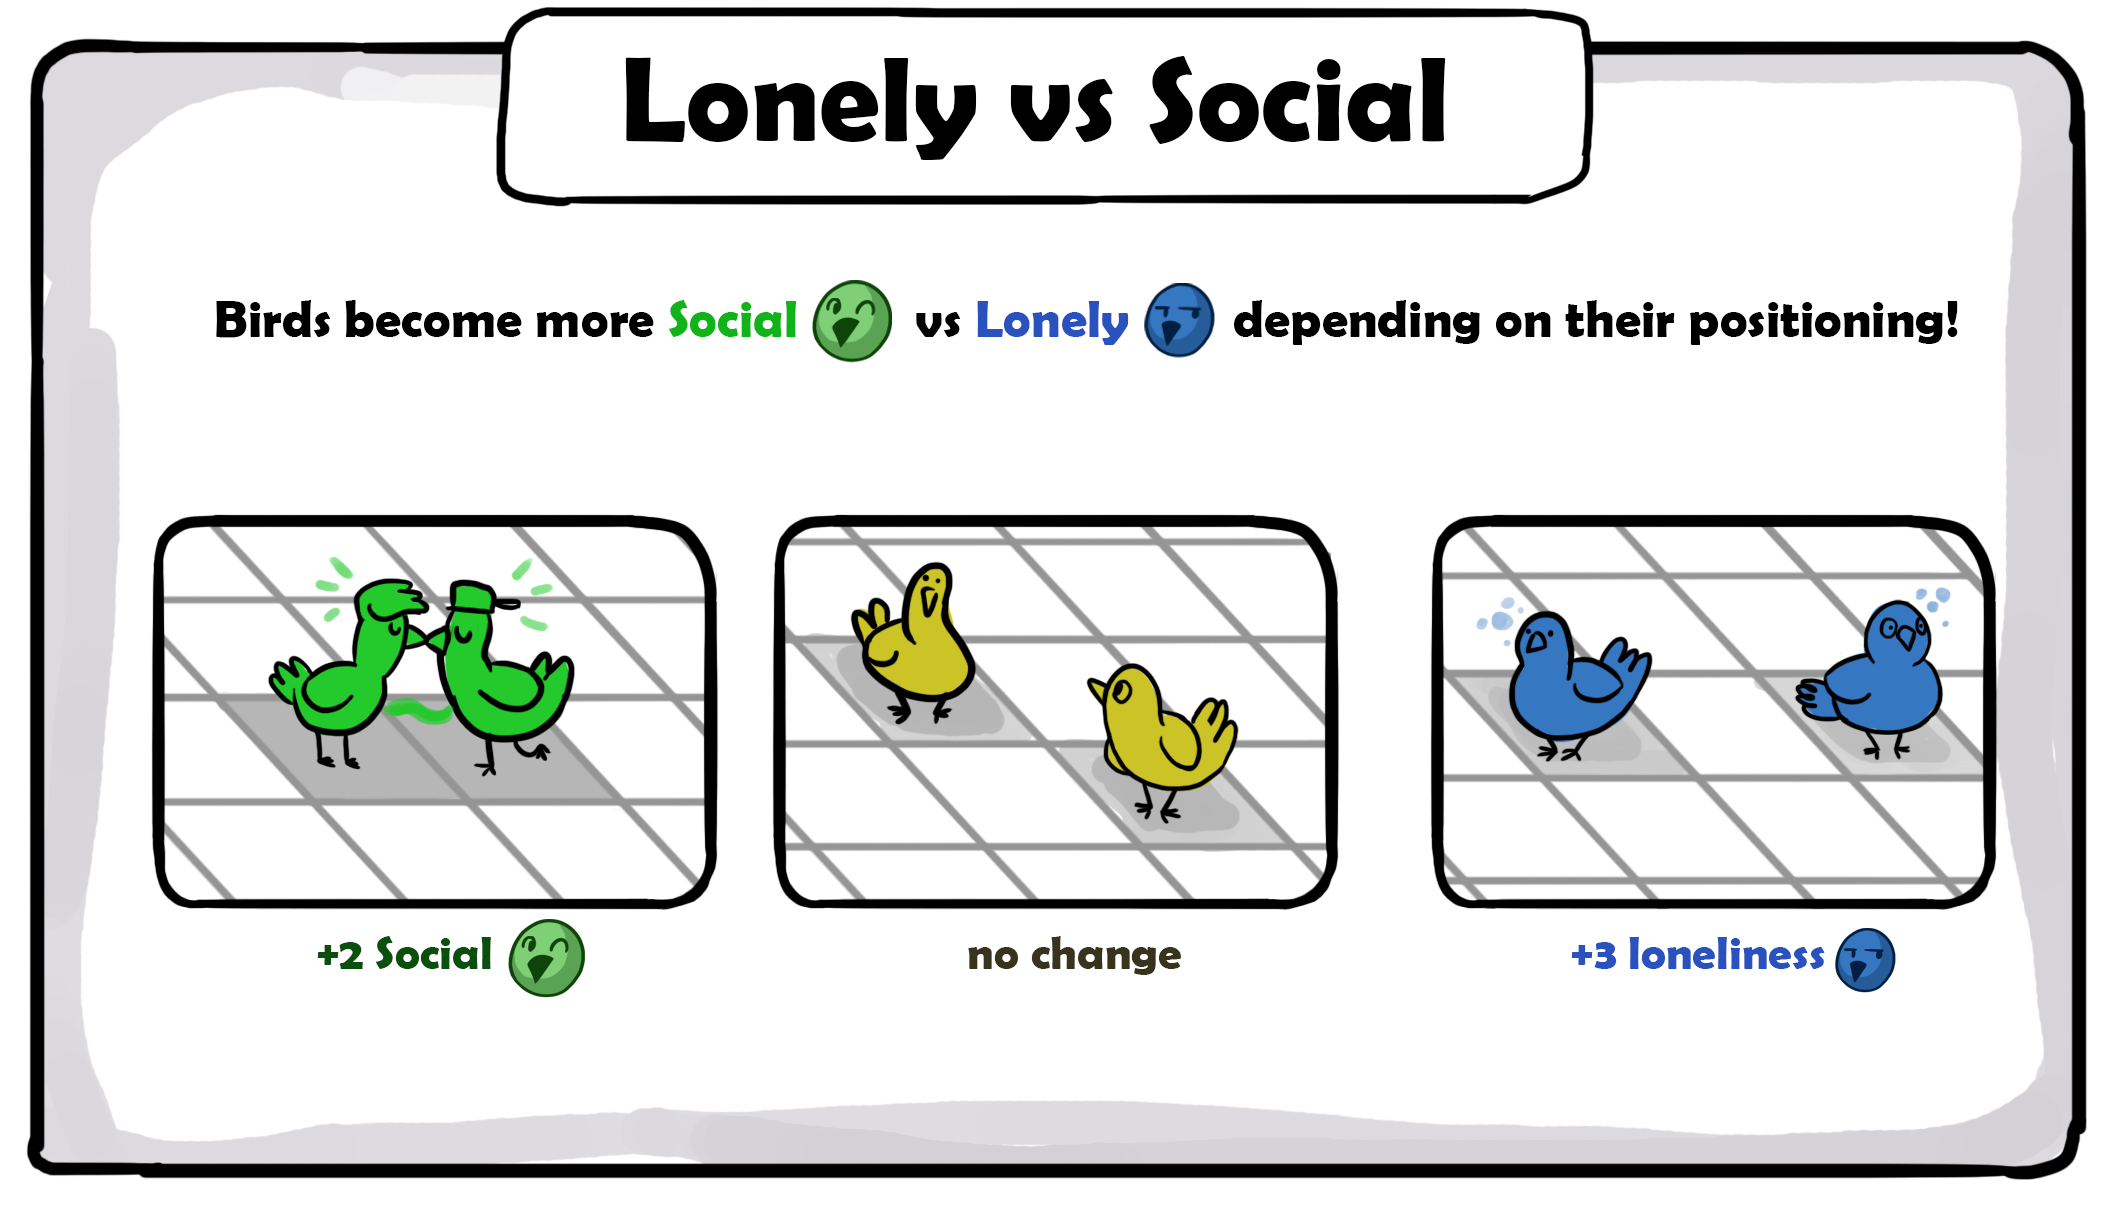 Lonely vs Social
Birds become more Social vs Lonely depending on their positioning!
+2 Social
no change
+3 loneliness